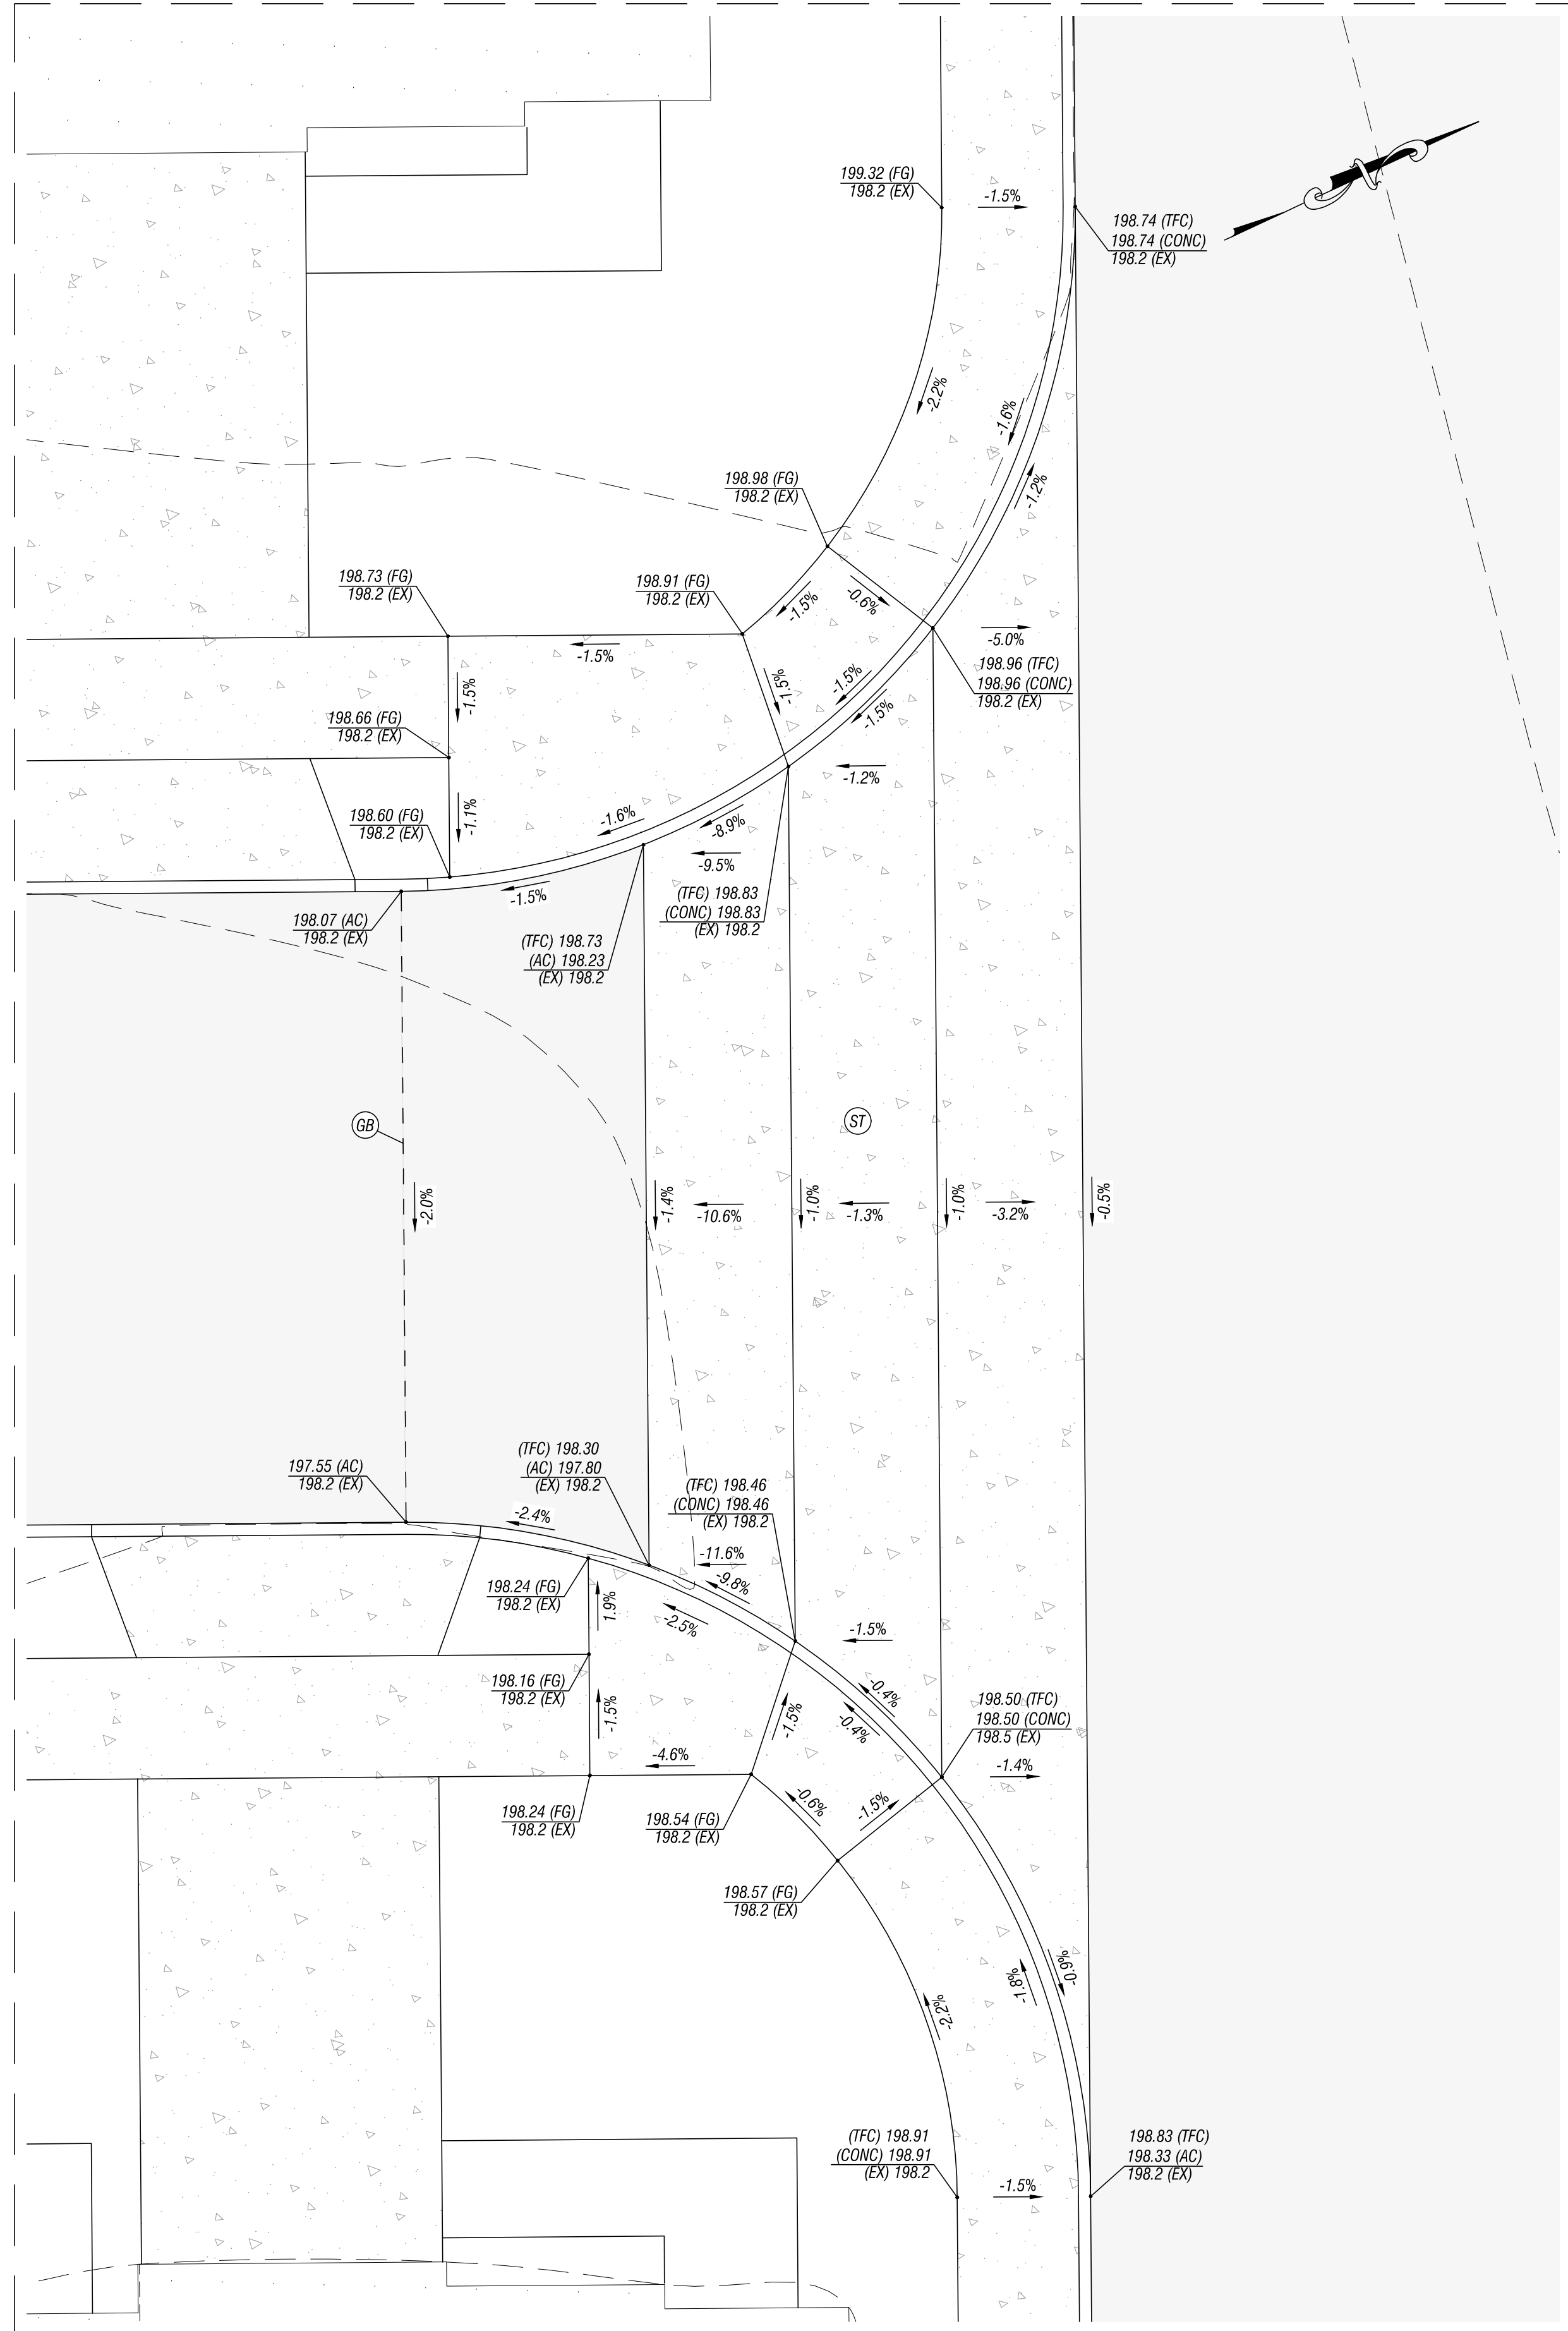 199.32 (FG)
198.2 (EX)
-1.5%
198.74 (TFC)
198.74 (CONC)
198.2 (EX)
N
-2.2%
-1.6%
-1.2%
198.98 (FG)
198.2 (EX)
198.73 (FG)
198.2 (EX)
198.91 (FG)
198.2 (EX)
-1.5%
-0.6%
-1.5%
-5.0%
198.96 (TFC)
198.96 (CONC)
198.2 (EX)
-1.5%
-1.5%
-1.5%
-1.5%
198.66 (FG)
198.2 (EX)
-1.2%
-1.1%
198.60 (FG)
198.2 (EX)
-1.6%
-8.9%
-9.5%
-1.5%
(TFC) 198.83
(CONC) 198.83
(EX) 198.2
198.07 (AC)
198.2 (EX)
(TFC) 198.73
(AC) 198.23
(EX) 198.2
GB
ST
-2.0%
-1.4%
-10.6%
-1.0%
-1.3%
-1.0%
-3.2%
-0.5%
197.55 (AC)
198.2 (EX)
(TFC) 198.30
(AC) 197.80
(EX) 198.2
(TFC) 198.46
(CONC) 198.46
(EX) 198.2
-2.4%
-11.6%
-9.8%
198.24 (FG)
198.2 (EX)
1.9%
-2.5%
-1.5%
198.16 (FG)
198.2 (EX)
-1.5%
-1.5%
-0.4%
-0.4%
198.50 (TFC)
198.50 (CONC)
198.5 (EX)
-4.6%
-1.4%
198.24 (FG)
198.2 (EX)
198.54 (FG)
198.2 (EX)
-0.6%
-1.5%
198.57 (FG)
198.2 (EX)
-2.2%
-1.8%
-0.9%
(TFC) 198.91
(CONC) 198.91
(EX) 198.2
198.83 (TFC)
198.33 (AC)
198.2 (EX)
-1.5%